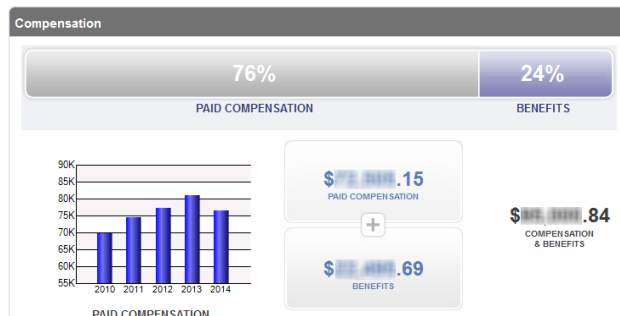 Compensation
76%
24%
PAID COMPENSATION
BENEFITS
90K
85K
80K
75K
70K
65K
60K
55K
2010 2011 2012 2013 2014
PAID COMPENSATION
$ .15
PAID COMPENSATION
+
$ .69
BENEFITS
$ .84
COMPENSATION
& BENEFITS